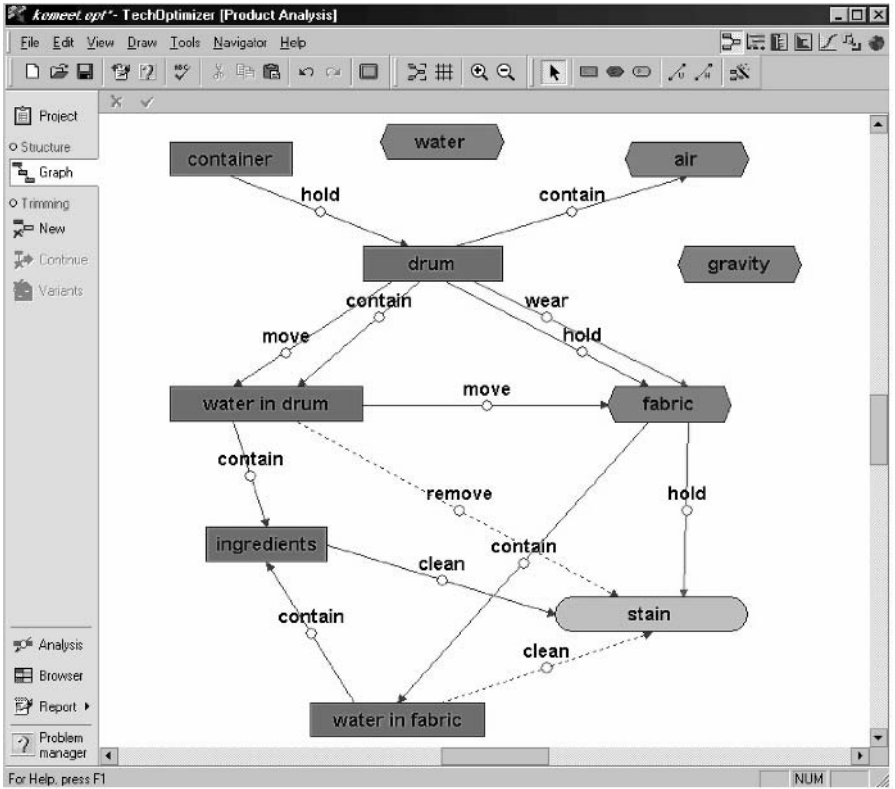 kemeet.opt*- TechOptimizer [Product Analysis]
File Edit View Draw Tools Navigator Help
Project
Structure
Graph
Trimming
New
Continue
Variants
water
container
air
hold
contain
drum
gravity
contain
wear
move
hold
water in drum
move
fabric
contain
remove
hold
ingredients
contain
clean
stain
contain
clean
water in fabric
Analysis
Browser
Report
Problem
manager
For Help, press F1
NUM